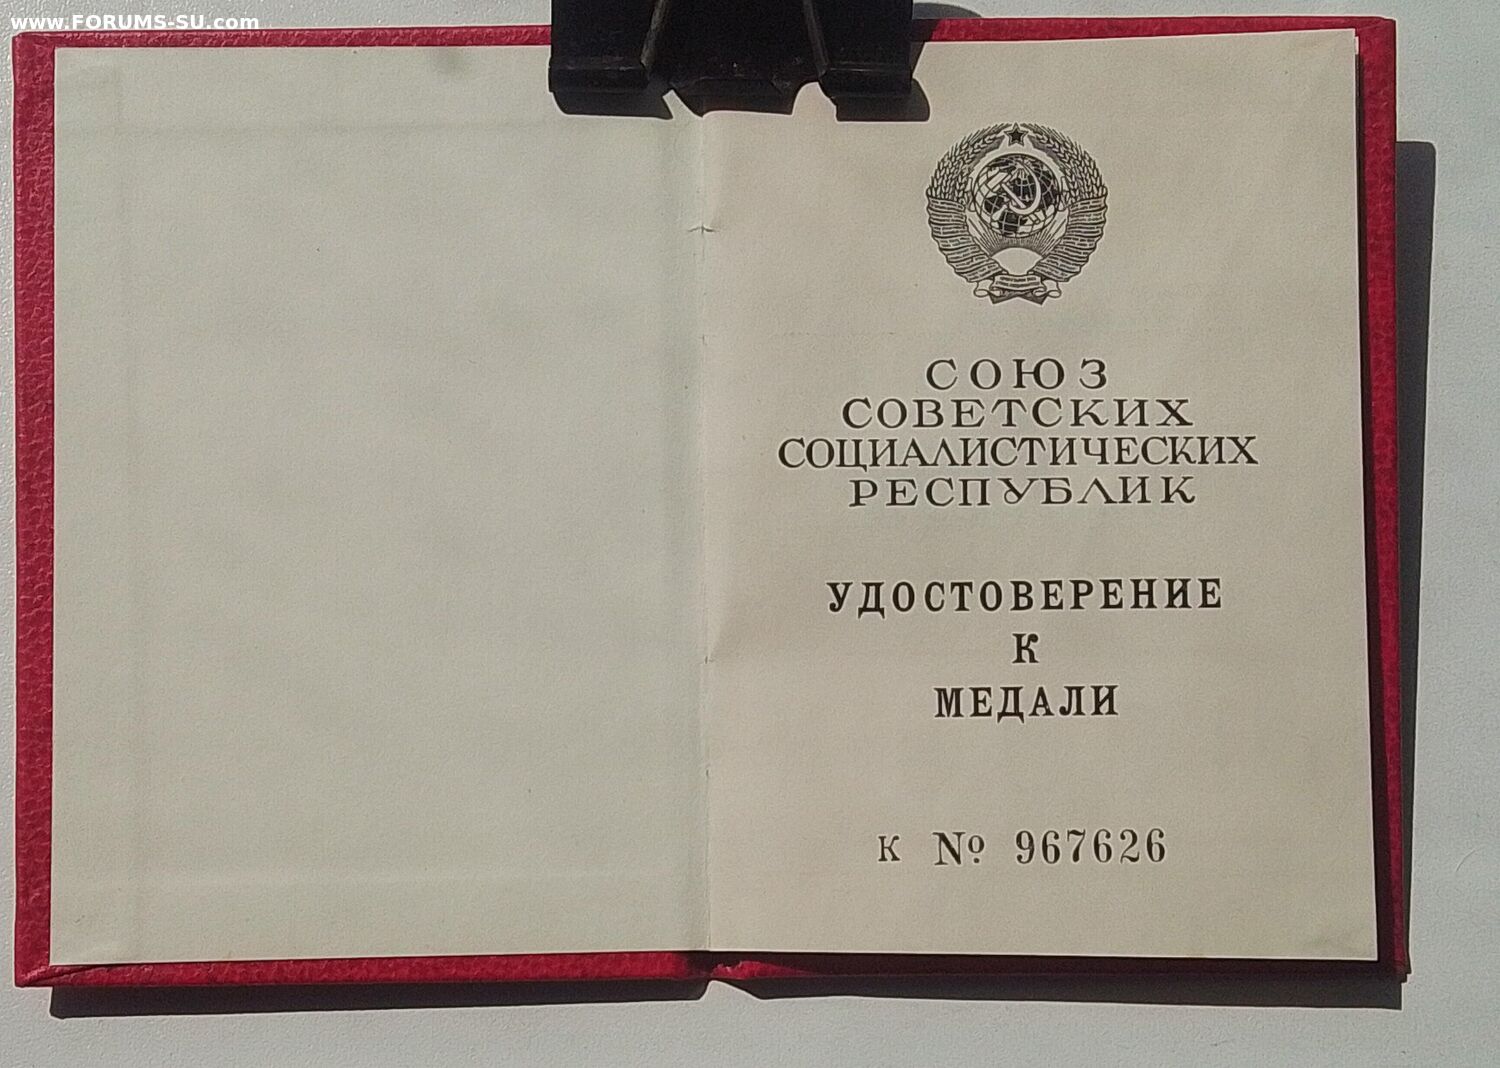 www.FORUMS-SU.com
СОЮЗ
СОВЕТСКИХ
СОЦИАЛИСТИЧЕСКИХ
РЕСПУБЛИК
УДОСТОВЕРЕНИЕ
К
МЕДАЛИ
К № 967626